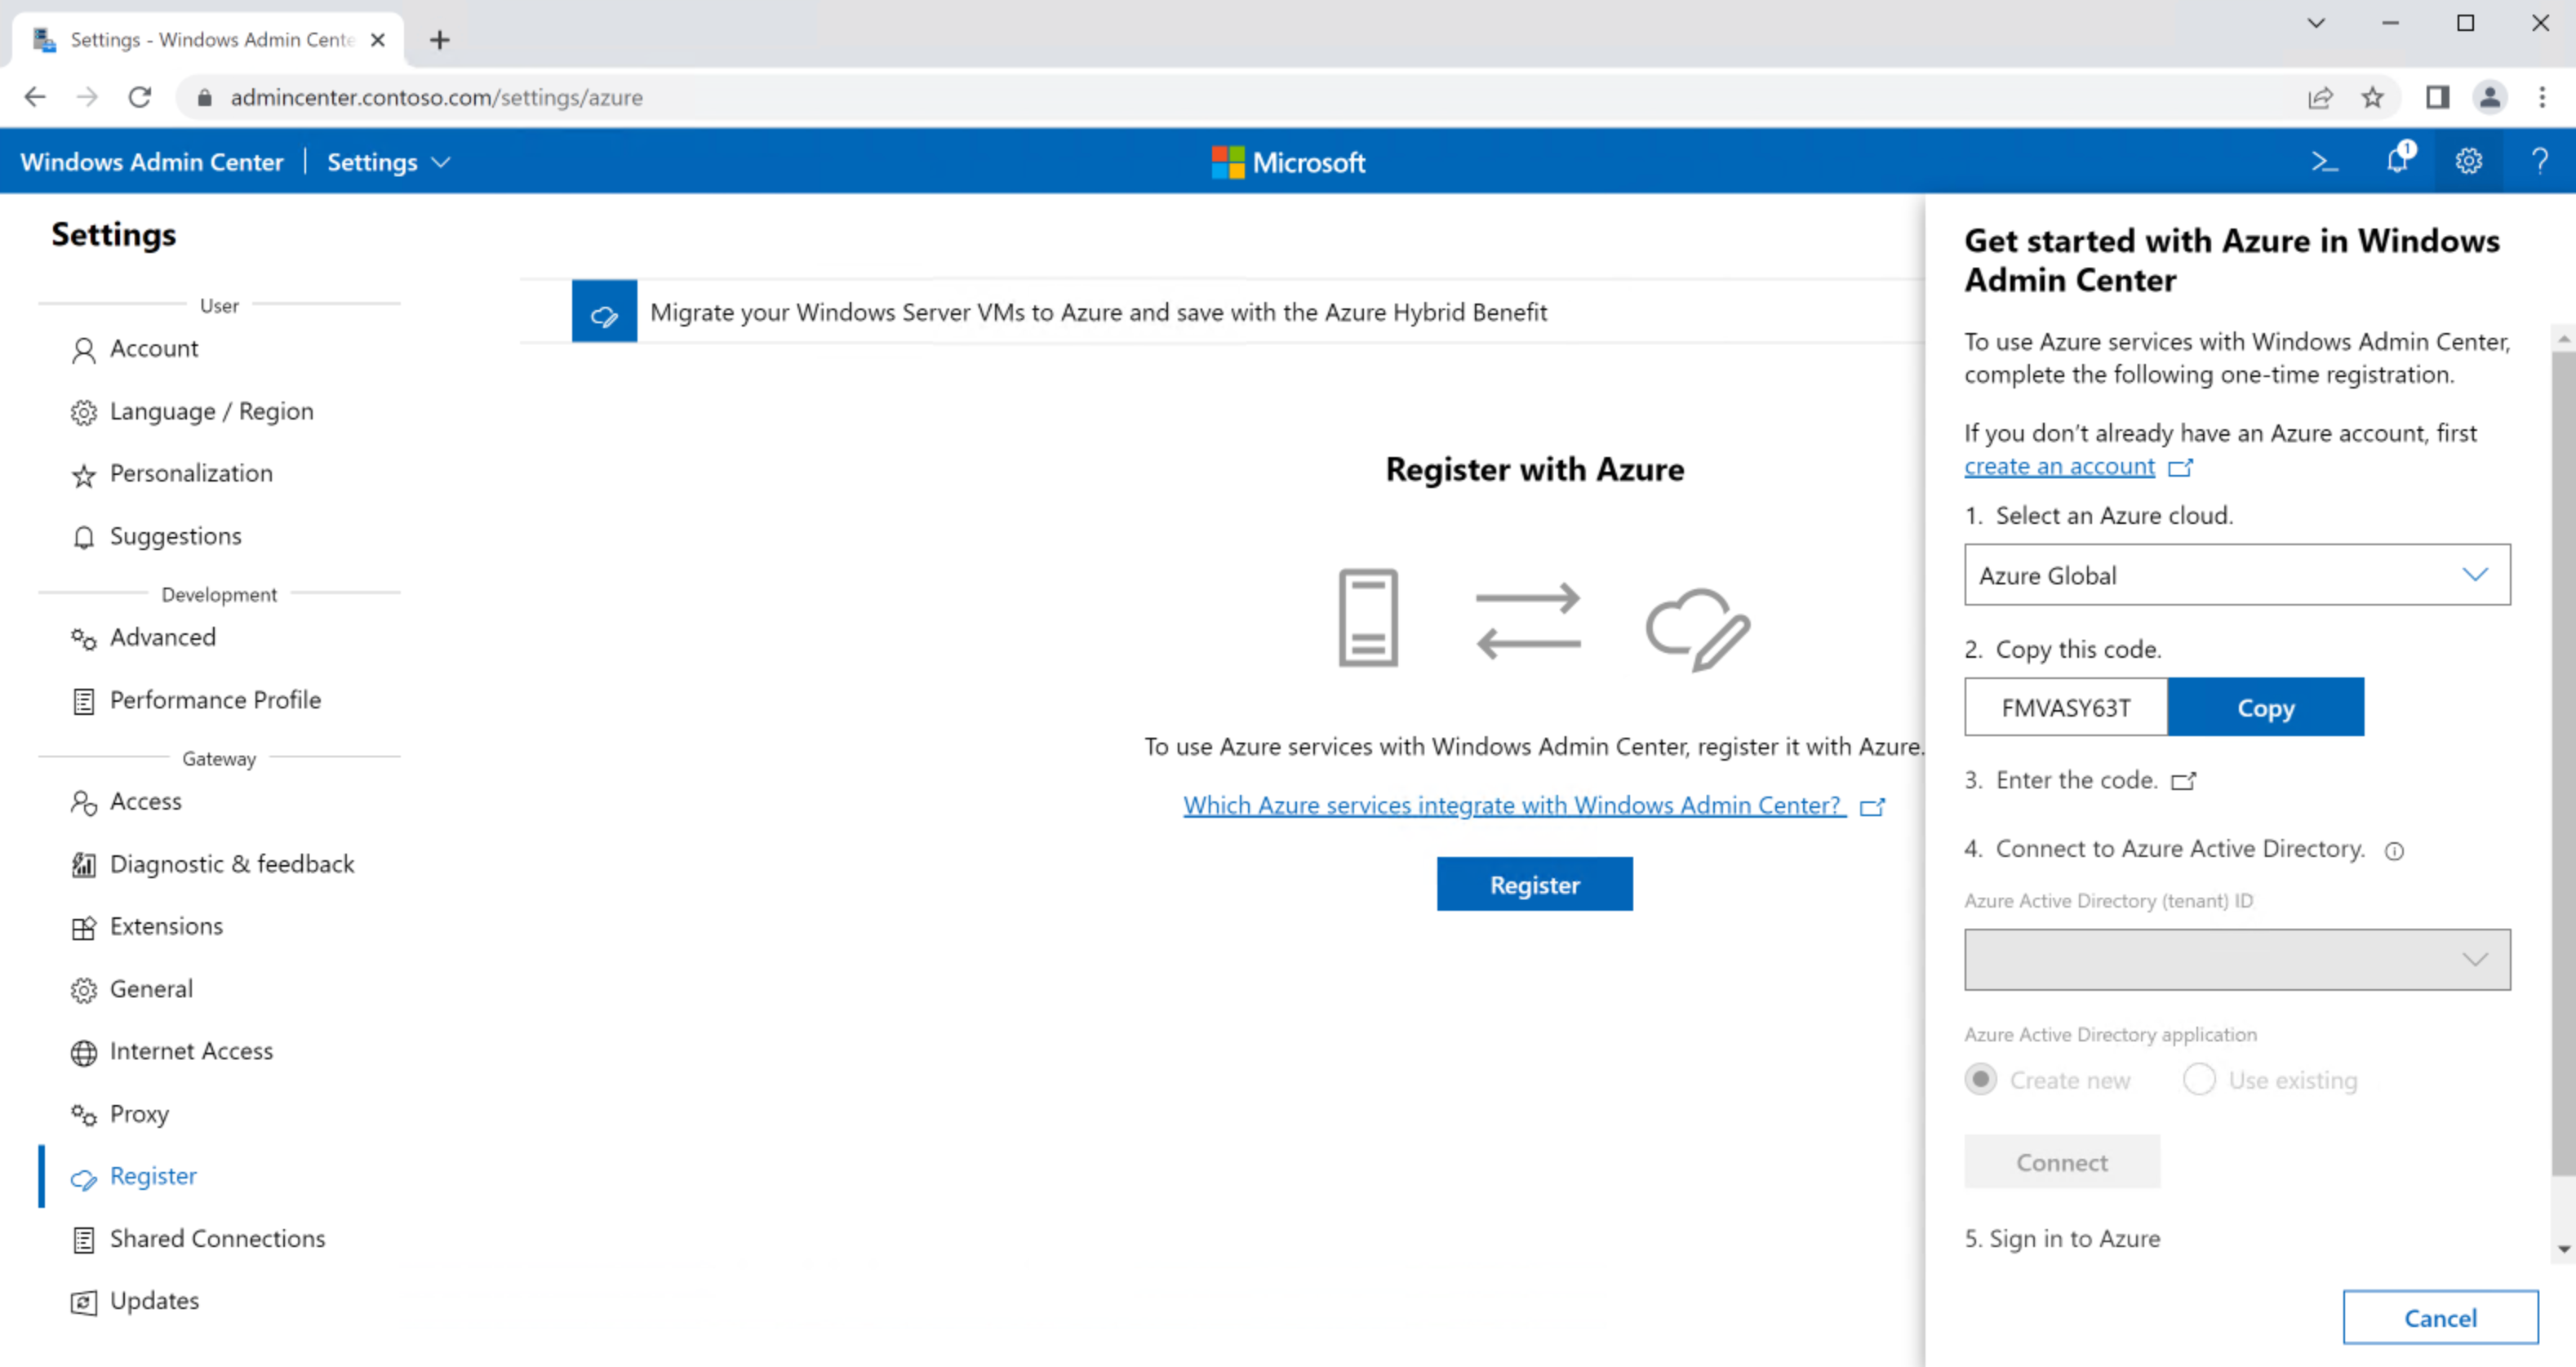 Settings - Windows Admin Cente
admincenter.contoso.com/settings/azure
Windows Admin Center | Settings
Microsoft
1
Settings
User
Account
Language / Region
Personalization
Suggestions
Development
Advanced
Performance Profile
Gateway
Access
Diagnostic & feedback
Extensions
General
Internet Access
Proxy
Register
Shared Connections
Updates
Migrate your Windows Server VMs to Azure and save with the Azure Hybrid Benefit
Register with Azure
To use Azure services with Windows Admin Center, register it with Azure.
Which Azure services integrate with Windows Admin Center?
Register
Get started with Azure in Windows
Admin Center
To use Azure services with Windows Admin Center,
complete the following one-time registration.
If you don't already have an Azure account, first
create an account
1. Select an Azure cloud.
Azure Global
2. Copy this code.
FMVASY63T Copy
3. Enter the code.
4. Connect to Azure Active Directory.
Azure Active Directory (tenant) ID
Azure Active Directory application
Create new Use existing
Connect
5. Sign in to Azure
Cancel